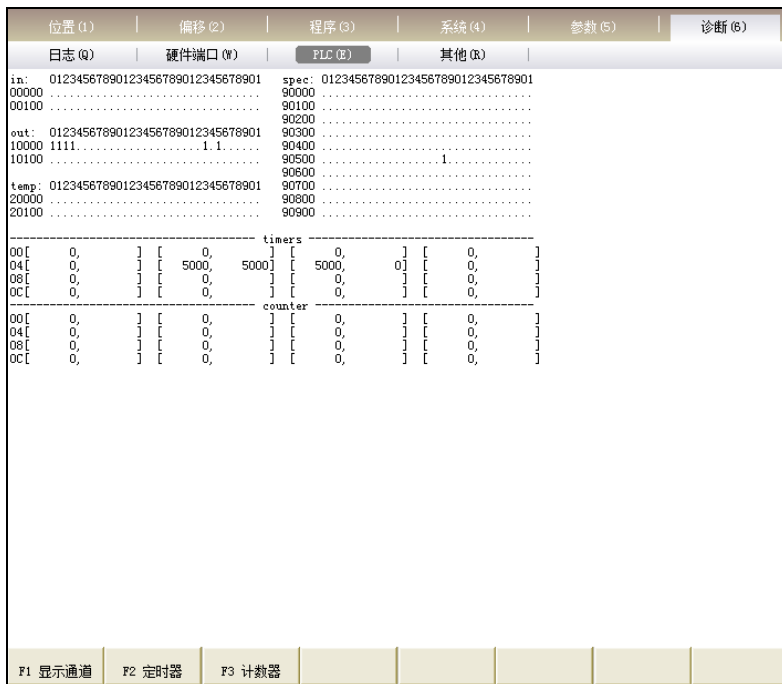 位置(1) 偏移(2) 程序(3) 系统(4) 参数(5) 诊断(6)
日志(Q) 硬件端口(W) PLC(E) 其他(R)
in: 01234567890123456789012345678901 spec: 01234567890123456789012345678901
00000 ................................ 90000 ................................
00100 ................................ 90100 ................................
90200 ................................
out: 01234567890123456789012345678901 90300 ................................
10000 1111...................1.1...... 90400 ................................
10100 ................................ 90500 ..................1.............
90600 ................................
temp: 01234567890123456789012345678901 90700 ................................
20000 ................................ 90800 ................................
20100 ................................ 90900 ................................
------------------------------------- timers ----------------------------------
00[ 0, ] [ 0, ] [ 0, ] [ 0, ]
04[ 0, ] [ 5000, 5000] [ 5000, 0] [ 0, ]
08[ 0, ] [ 0, ] [ 0, ] [ 0, ]
0C[ 0, ] [ 0, ] [ 0, ] [ 0, ]
------------------------------------- counter ---------------------------------
00[ 0, ] [ 0, ] [ 0, ] [ 0, ]
04[ 0, ] [ 0, ] [ 0, ] [ 0, ]
08[ 0, ] [ 0, ] [ 0, ] [ 0, ]
0C[ 0, ] [ 0, ] [ 0, ] [ 0, ]
F1 显示通道 F2 定时器 F3 计数器